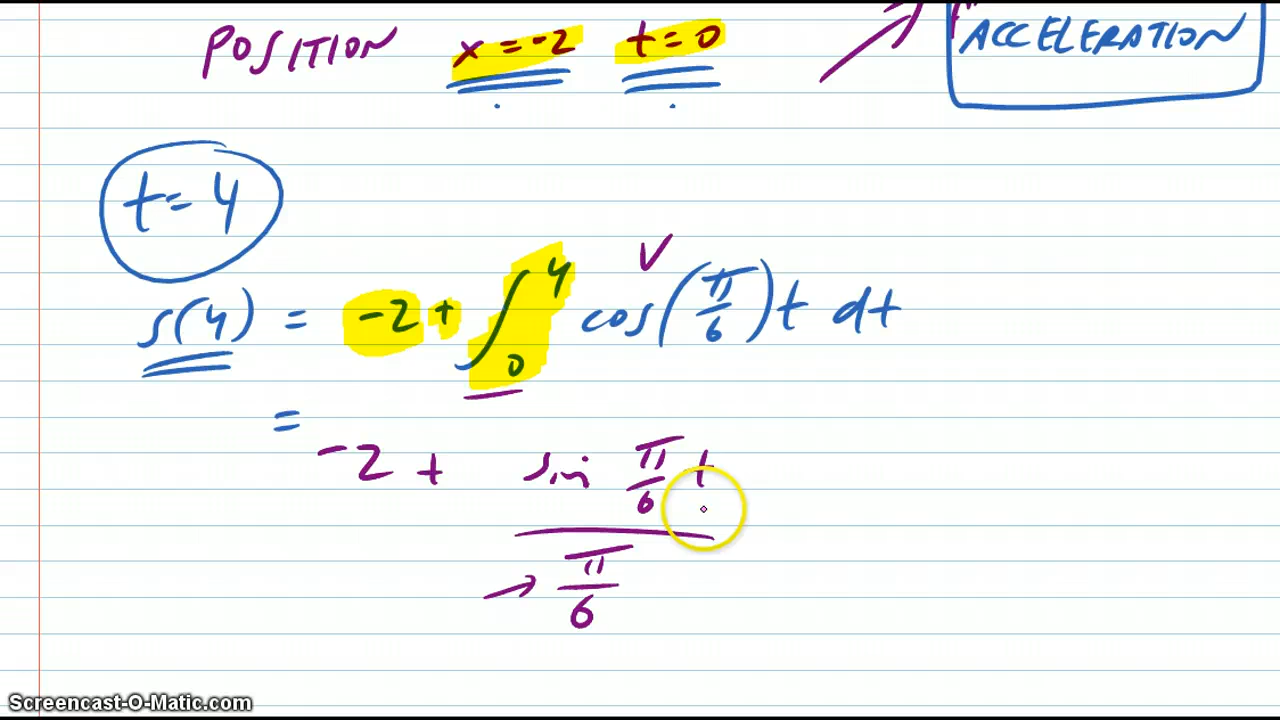 POSITION x = -2 t = 0 ACCELERATION
t = 4
s(4) = -2 + ∫₀⁴ cos(π/6)t dt
V
= -2 + sin π/6 t
→ π/6
Screencast-O-Matic.com